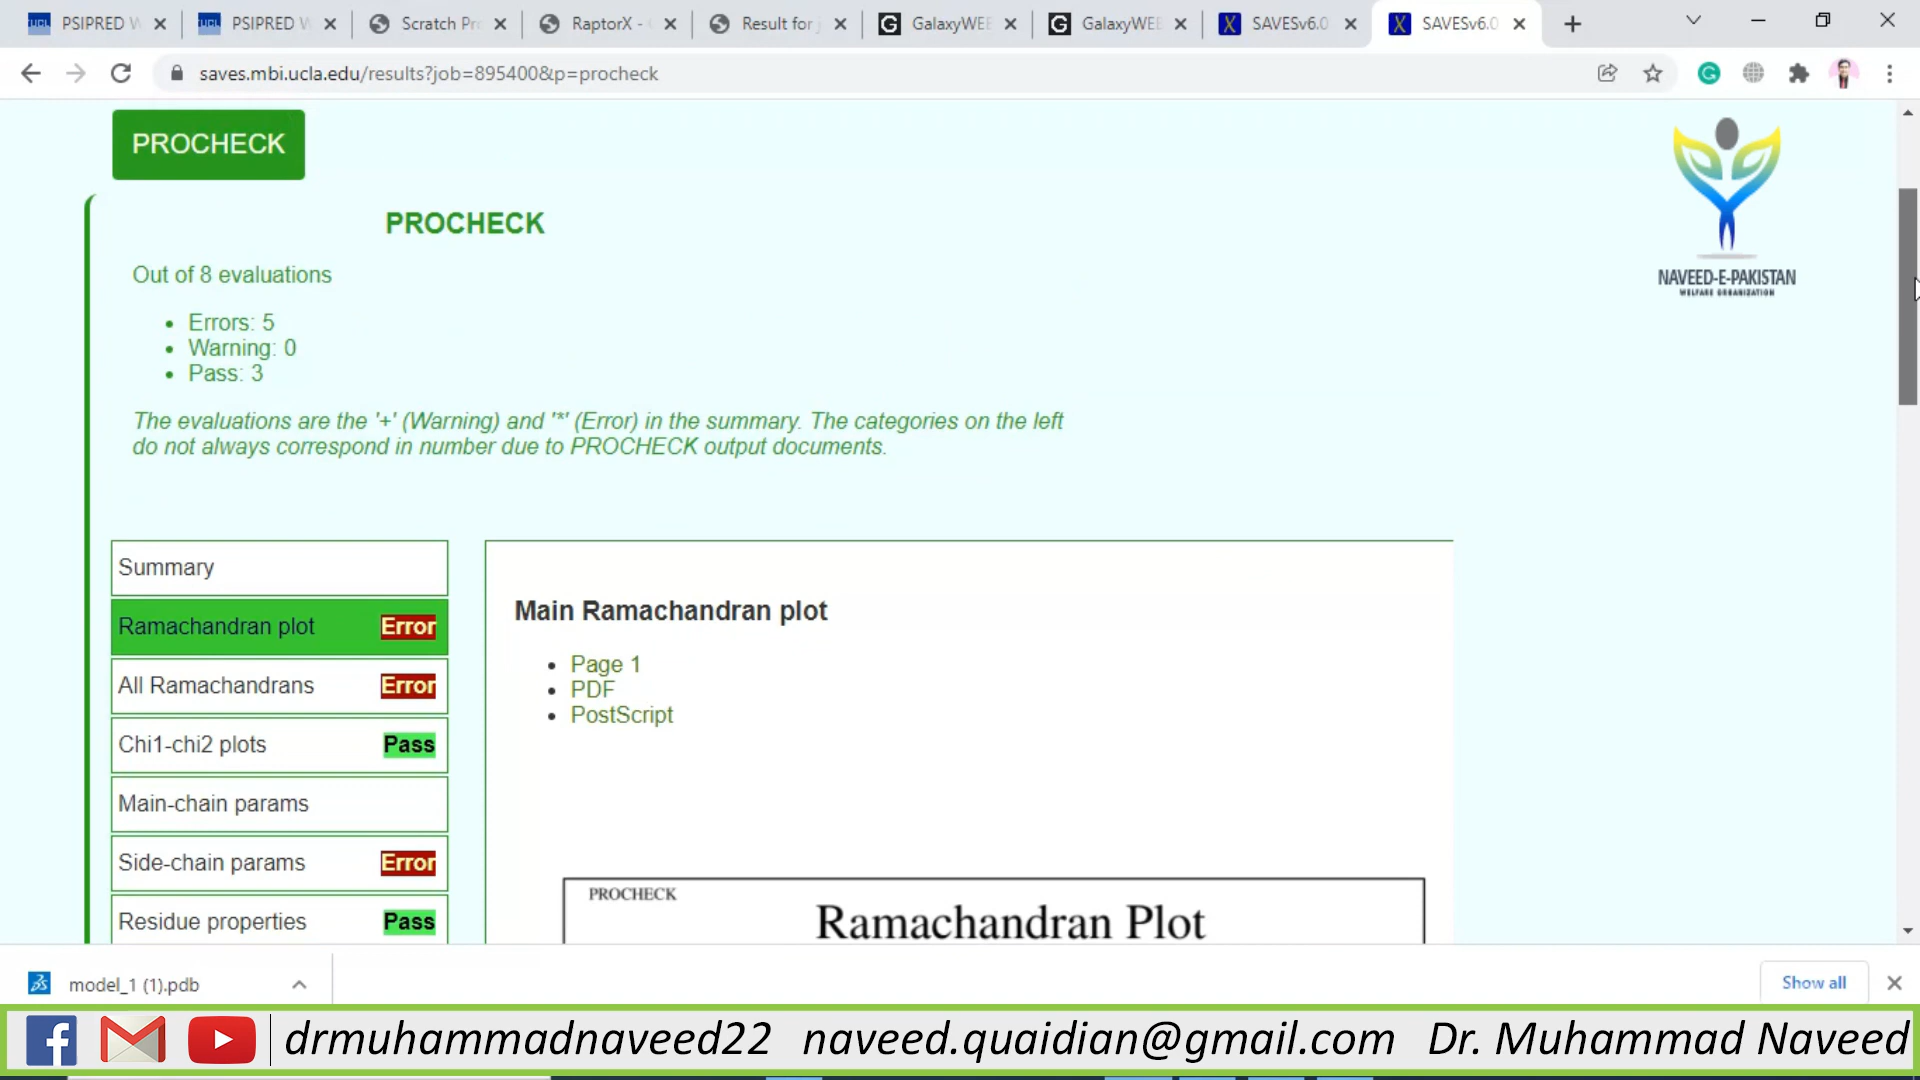 PSIPRED W
PSIPRED W
Scratch Pr
RaptorX -
Result for j
GalaxyWEB
GalaxyWEB
SAVESv6.0
SAVESv6.0
saves.mbi.ucla.edu/results?job=895400&p=procheck
PROCHECK
NAVEED-E-PAKISTAN
WELFARE ORGANIZATION
PROCHECK
Out of 8 evaluations
Errors: 5
Warning: 0
Pass: 3
The evaluations are the '+' (Warning) and '*' (Error) in the summary. The categories on the left
do not always correspond in number due to PROCHECK output documents.
Summary
Ramachandran plot Error
All Ramachandrans Error
Chi1-chi2 plots Pass
Main-chain params
Side-chain params Error
Residue properties Pass
Main Ramachandran plot
Page 1
PDF
PostScript
PROCHECK
Ramachandran Plot
model_1 (1).pdb
Show all
drmuhammadnaveed22 naveed.quaidian@gmail.com Dr. Muhammad Naveed